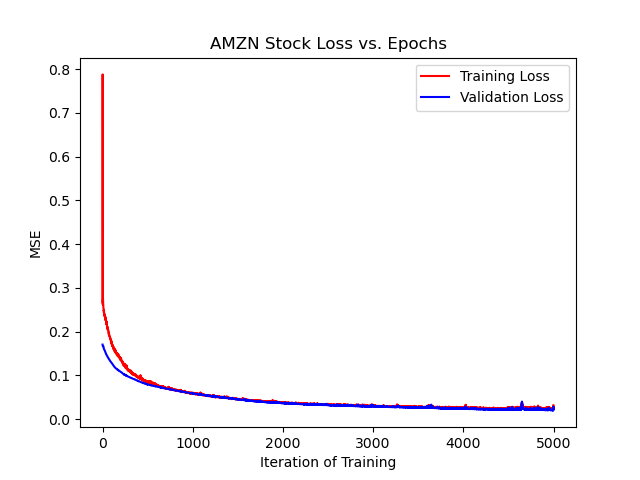 AMZN Stock Loss vs. Epochs
Training Loss
Validation Loss
0.8
0.7
0.6
0.5
0.4
0.3
0.2
0.1
0.0
MSE
0 1000 2000 3000 4000 5000
Iteration of Training